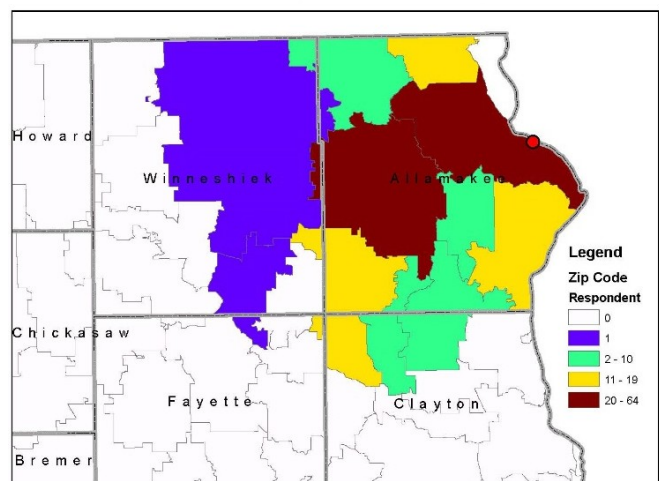 Howard
Winneshiek
Allamakee
Legend
Zip Code
Respondent
0
1
2 - 10
11 - 19
20 - 64
Chickasaw
Fayette
Clayton
Bremer